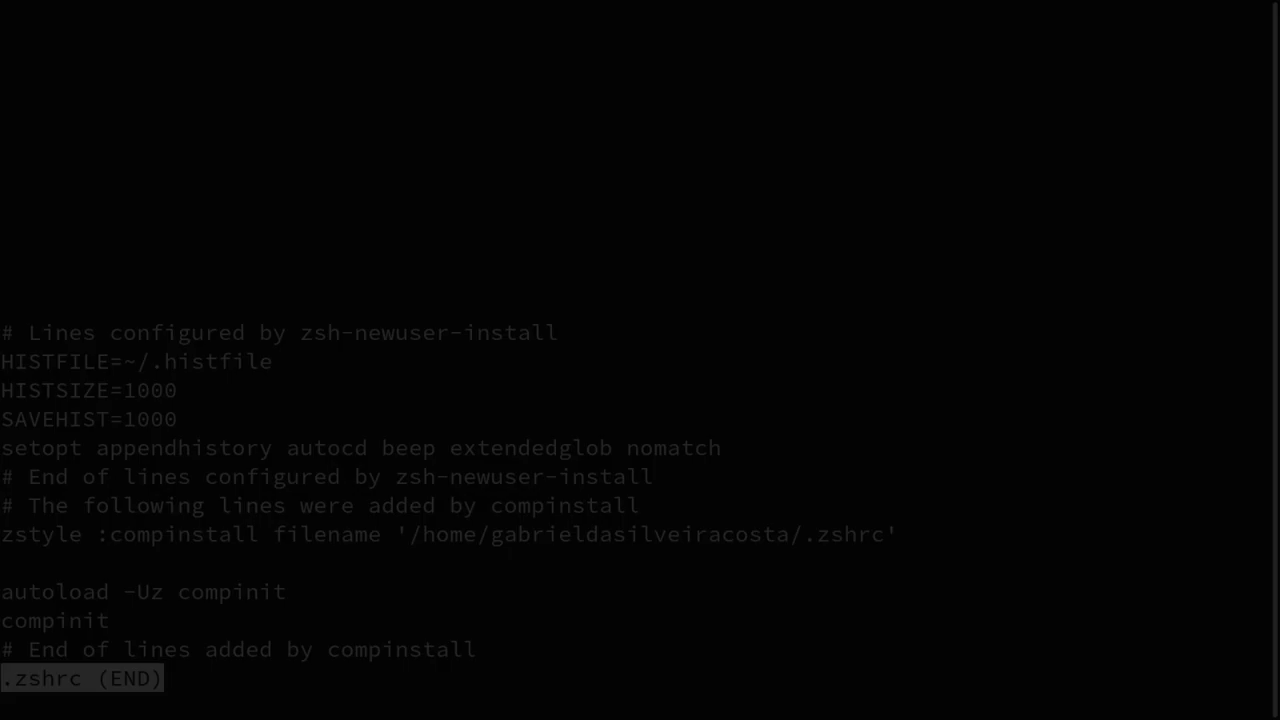 # Lines configured by zsh-newuser-install
HISTFILE=~/.histfile
HISTSIZE=1000
SAVEHIST=1000
setopt appendhistory autocd beep extendedglob nomatch
# End of lines configured by zsh-newuser-install
# The following lines were added by compinstall
zstyle :compinstall filename '/home/gabrieldasilveiracosta/.zshrc'

autoload -Uz compinit
compinit
# End of lines added by compinstall
.zshrc (END)